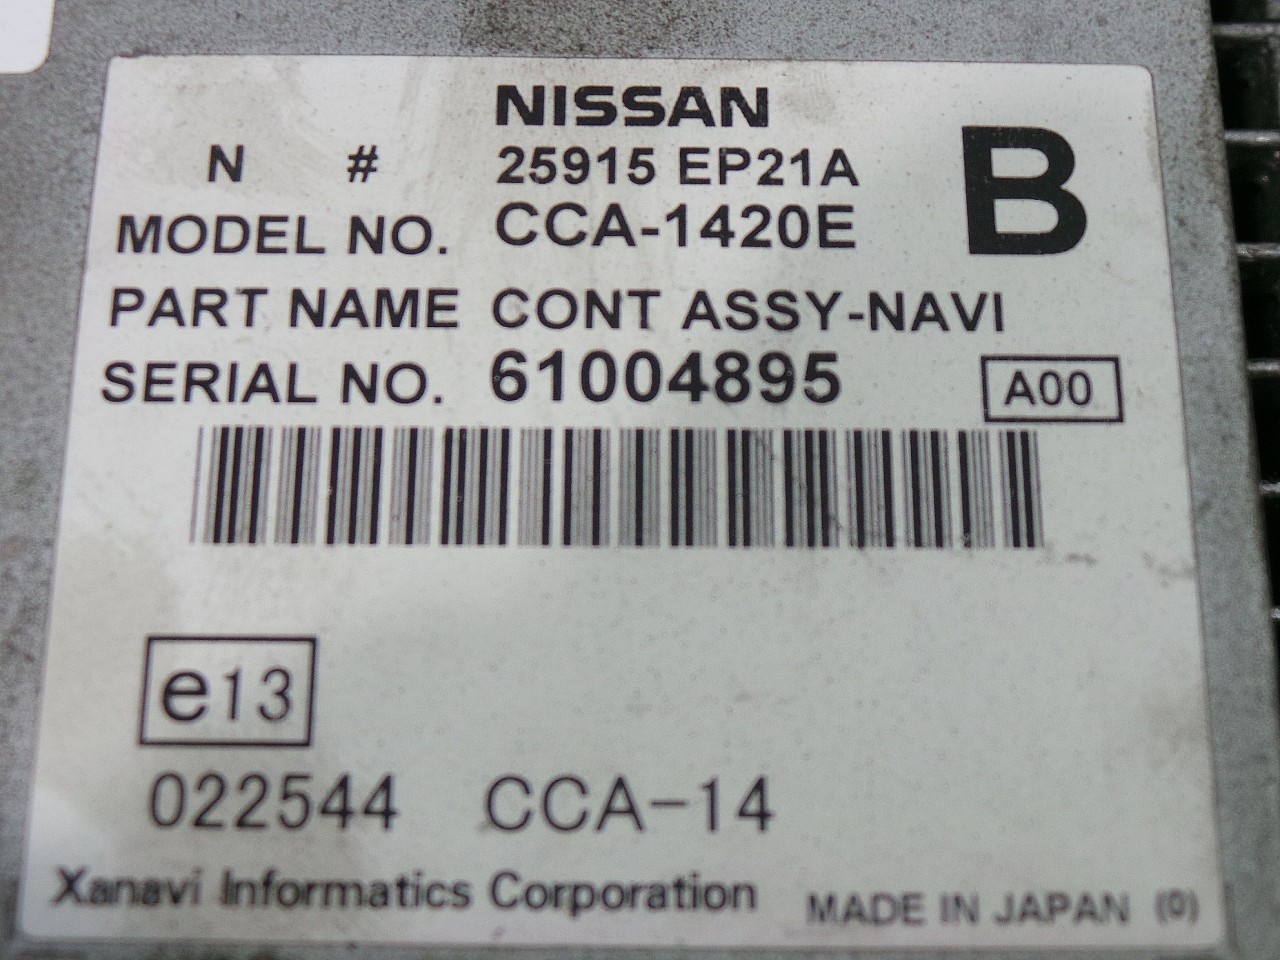 NISSAN
N # 25915 EP21A
B
MODEL NO. CCA-1420E
PART NAME CONT ASSY-NAVI
SERIAL NO. 61004895
A00
e13
022544 CCA-14
Xanavi Informatics Corporation
MADE IN JAPAN (0)